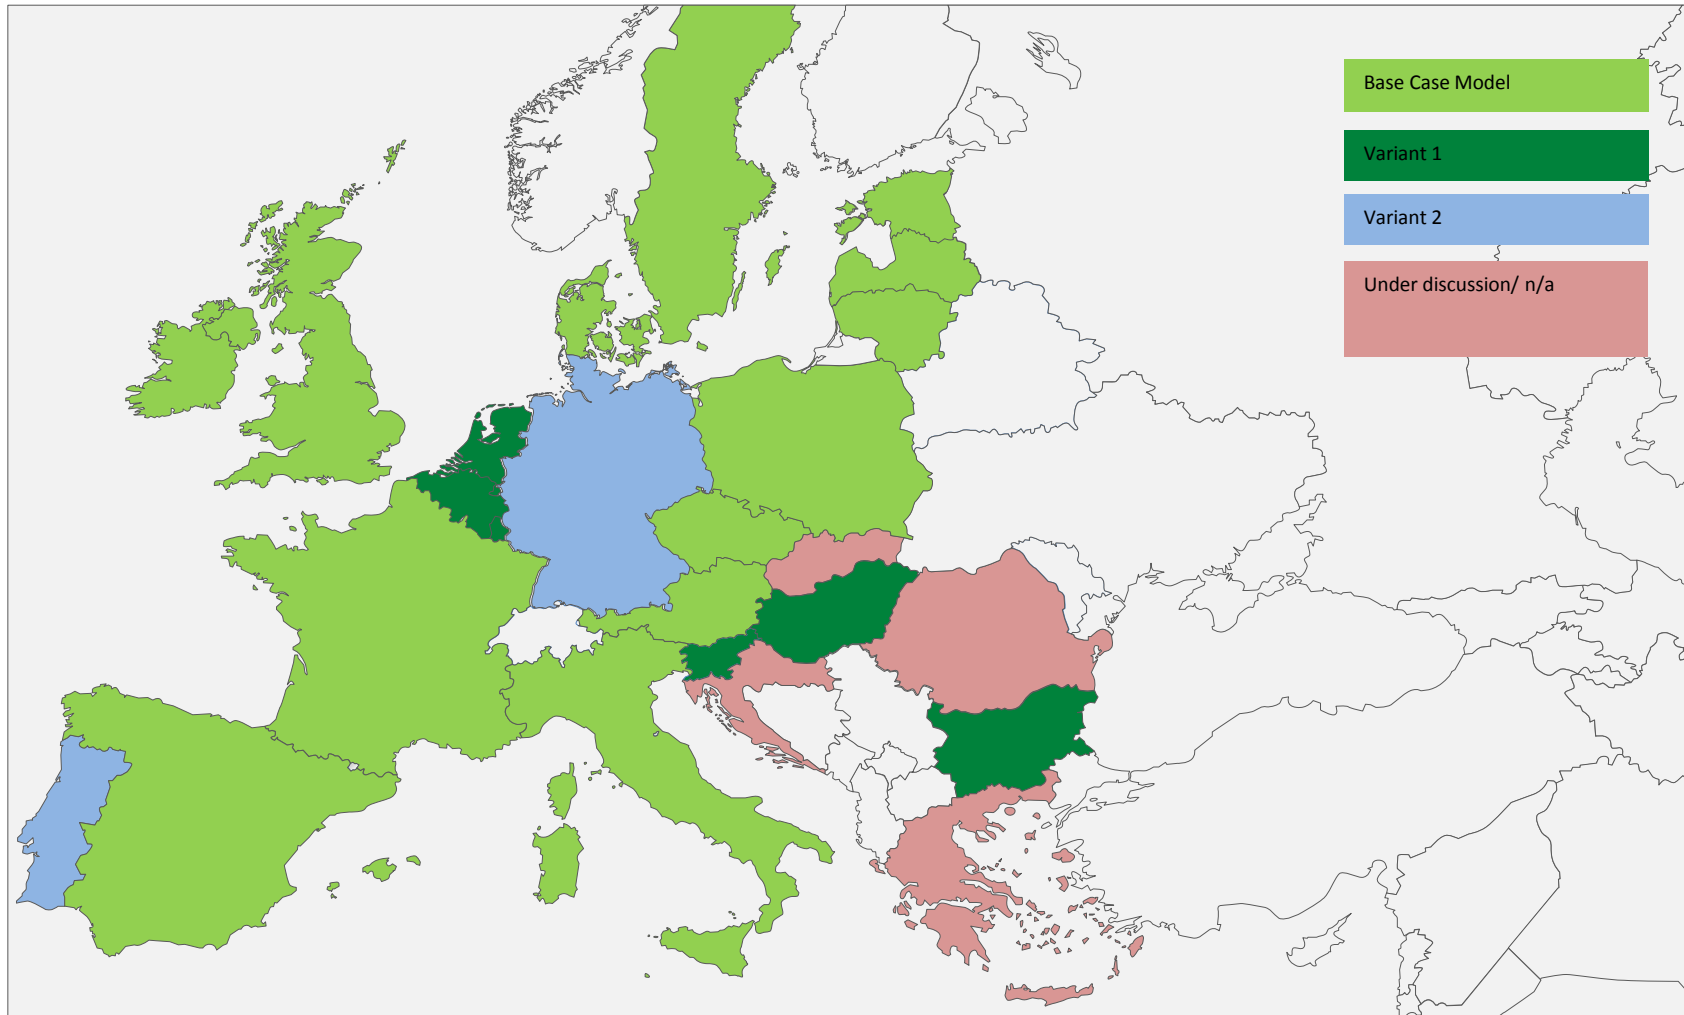 Base Case Model
Variant 1
Variant 2
Under discussion/ n/a